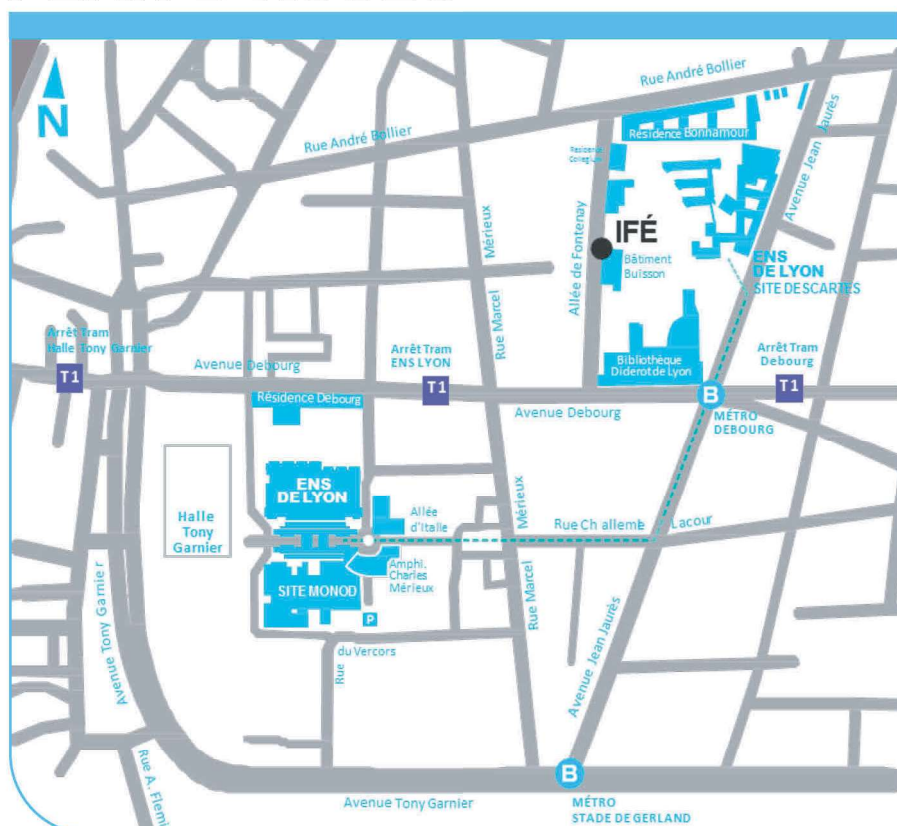 Rue André Bollier
N
Rue André Bollier
Résidence Bonhamour
Avenue Jean Jaurès
Résidence
Collegium
Allée de Fontenay
IFÉ
Bâtiment
Buisson
ENS
DE LYON
SITE DESCARTES
Rue Marcel Mérieux
Arrêt Tram
Halle Tony Garnier
T1
Avenue Debourg
Arrêt Tram
ENS LYON
T1
Bibliothèque
Diderot de Lyon
Arrêt Tram
Debourg
T1
Résidence Debourg
Avenue Debourg
B
MÉTRO
DEBOURG
Halle
Tony
Garnier
ENS
DE LYON
Allée
d'Italie
Rue Challemel Lacour
Amphi.
Charles
Mérieux
SITE MONOD
P
Rue Marcel Mérieux
Avenue Jean Jaurès
Rue du Vercors
Avenue Tony Garnier
Rue A. Flemi
Avenue Tony Garnier
B
MÉTRO
STADE DE GERLAND